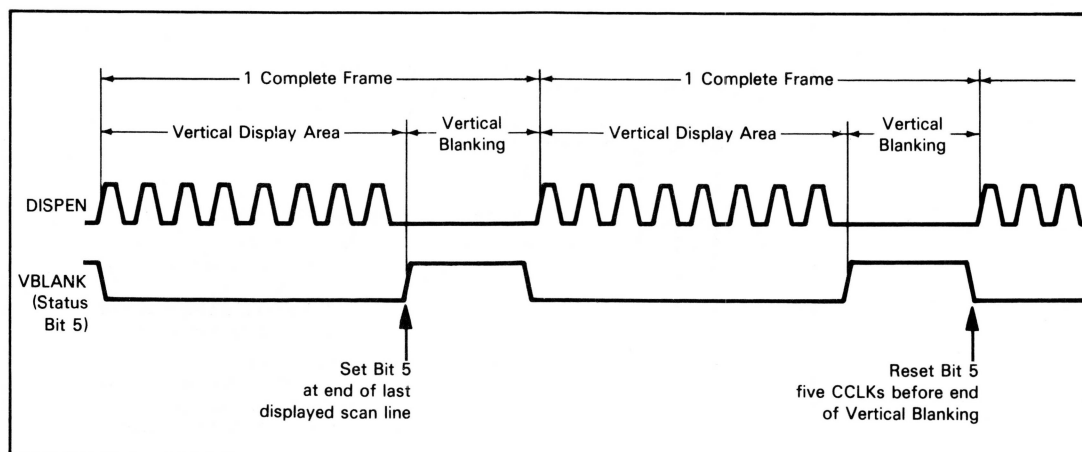 1 Complete Frame
1 Complete Frame
Vertical Display Area
Vertical
Blanking
Vertical Display Area
Vertical
Blanking
DISPEN
VBLANK
(Status
Bit 5)
Set Bit 5
at end of last
displayed scan line
Reset Bit 5
five CCLKs before end
of Vertical Blanking